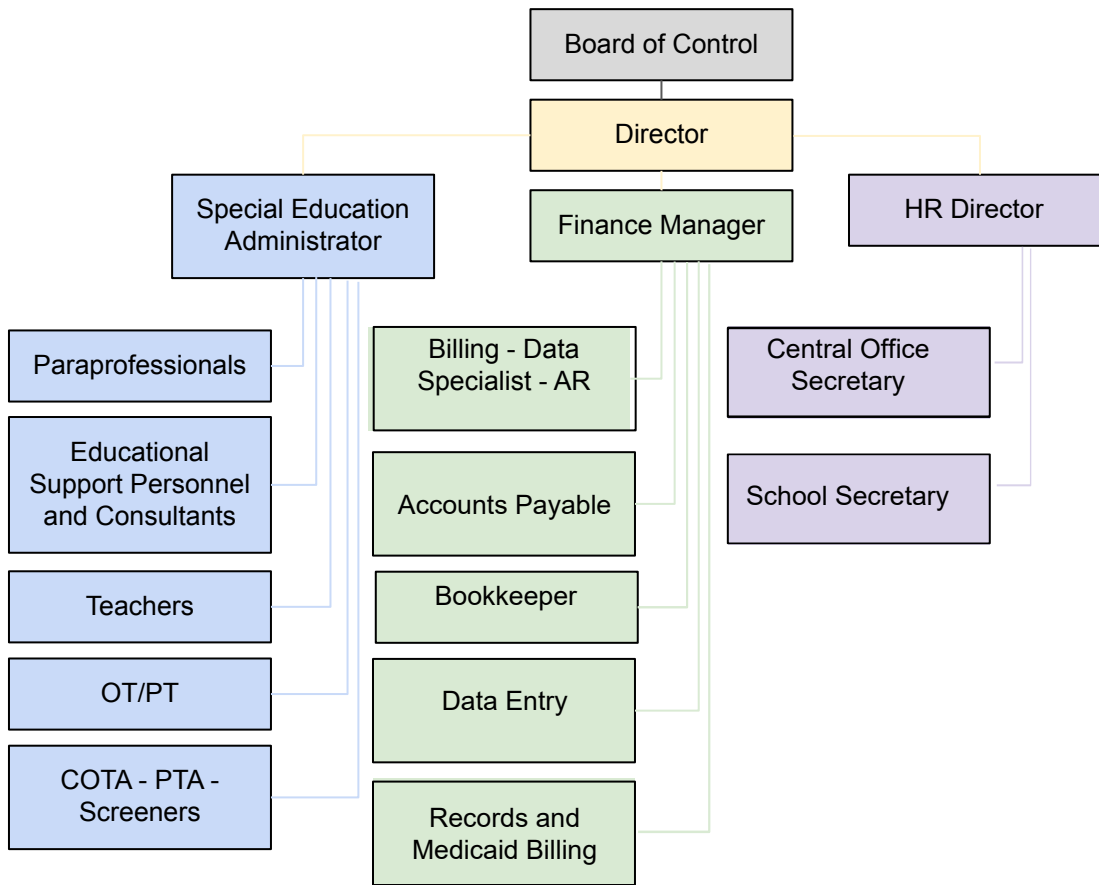 Board of Control
Director
Special Education
Administrator
Finance Manager
HR Director
Paraprofessionals
Educational
Support Personnel
and Consultants
Teachers
OT/PT
COTA - PTA -
Screeners
Billing - Data
Specialist - AR
Accounts Payable
Bookkeeper
Data Entry
Records and
Medicaid Billing
Central Office
Secretary
School Secretary